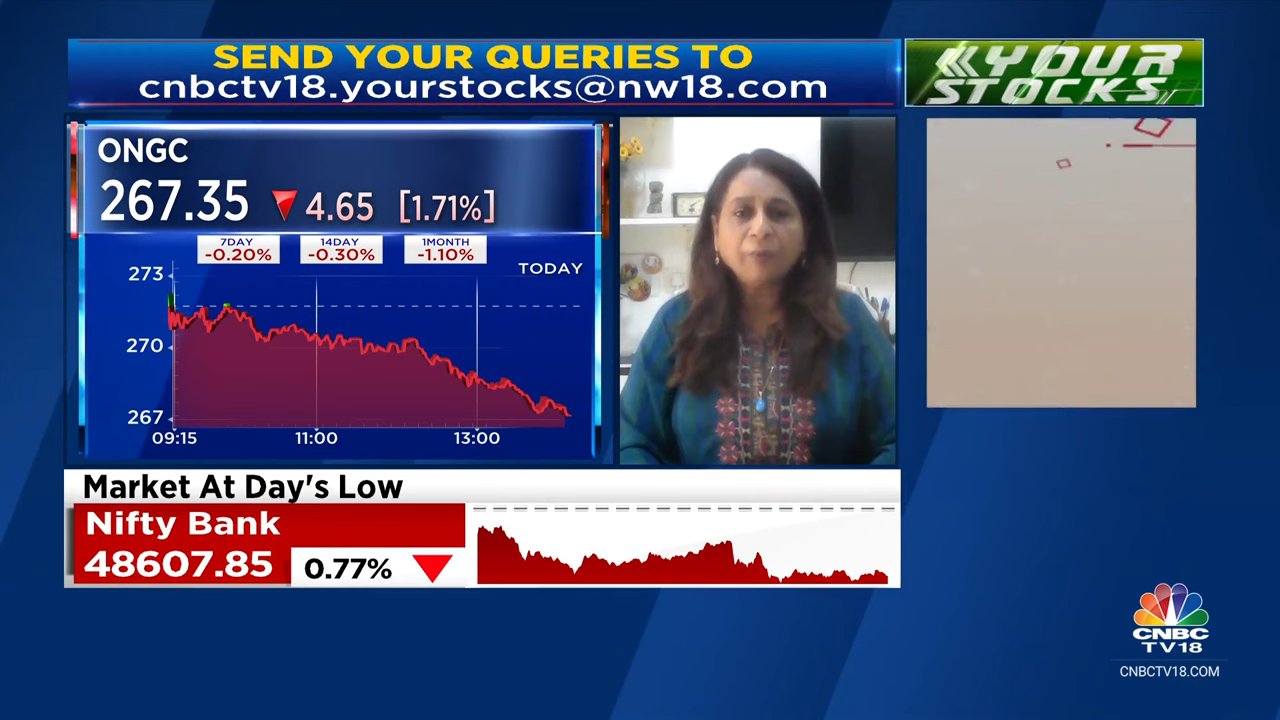 SEND YOUR QUERIES TO
cnbctv18.yourstocks@nw18.com
YOUR
STOCKS
ONGC
267.35 4.65 [1.71%]
7DAY 14DAY 1MONTH
-0.20% -0.30% -1.10%
TODAY
273
270
267
09:15 11:00 13:00
Market At Day's Low
Nifty Bank
48607.85 0.77%
CNBC
TV18
CNBCTV18.COM